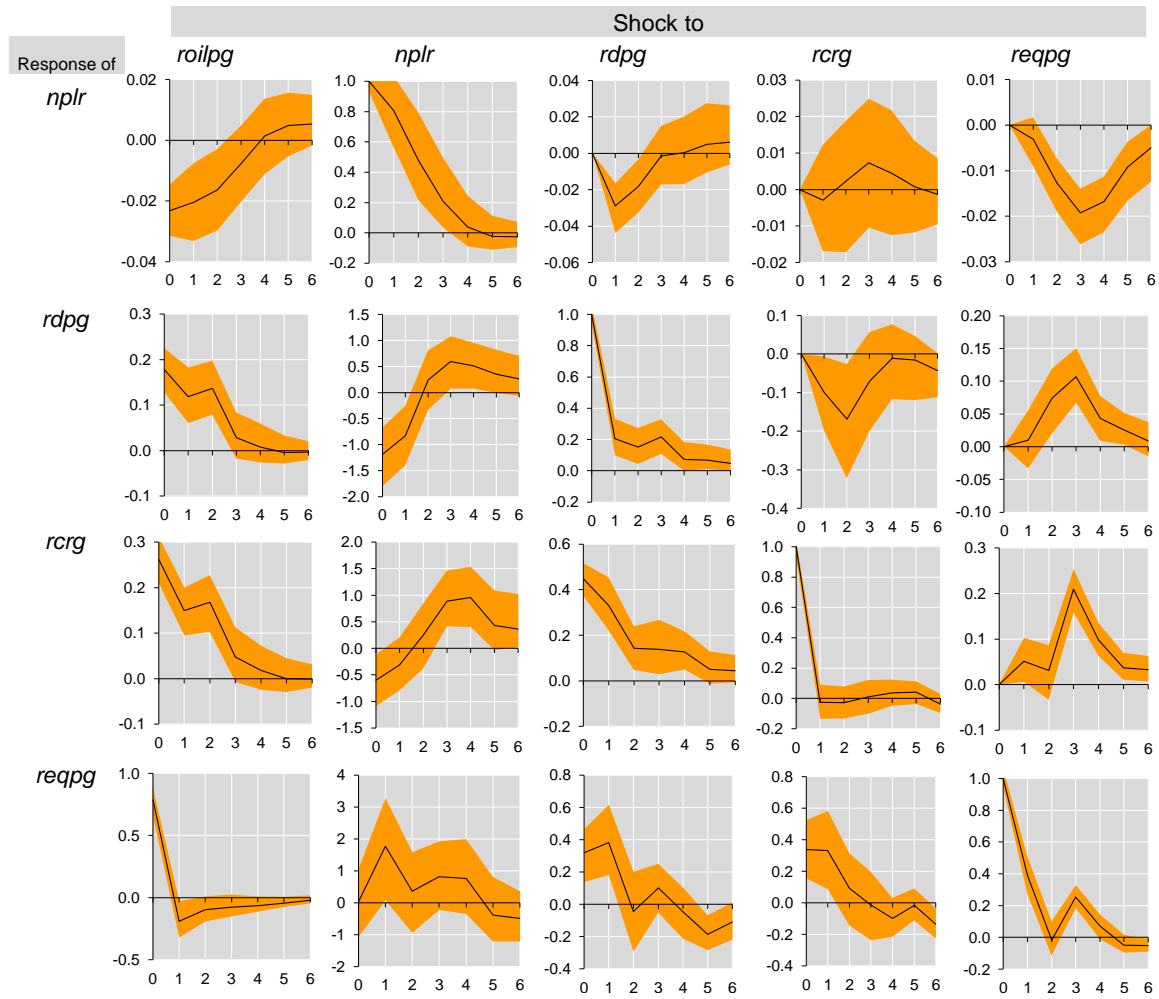 Shock to
Response of
roilpg nplr rdpg rcrg reqpg
nplr
0.02 0.00 -0.02 -0.04
0 1 2 3 4 5 6
1.0 0.8 0.6 0.4 0.2 0.0 -0.2
0 1 2 3 4 5 6
0.04 0.02 0.00 -0.02 -0.04 -0.06
0 1 2 3 4 5 6
0.03 0.02 0.01 0.00 -0.01 0.02
0 1 2 3 4 5 6
0.01 0.00 -0.01 -0.02 -0.03
0 1 2 3 4 5 6
rdpg
0.3 0.2 0.1 0.0 -0.1
0 1 2 3 4 5 6
1.5 1.0 0.5 0.0 -0.5 -1.0 -1.5 -2.0
0 1 2 3 4 5 6
1.0 0.8 0.6 0.4 0.2 0.0 -0.2
0 1 2 3 4 5 6
0.1 0.0 -0.1 -0.2 -0.3 -0.4
0 1 2 3 4 5 6
0.20 0.15 0.10 0.05 0.00 0.05 0.10
0 1 2 3 4 5 6
rcrg
0.3 0.2 0.1 0.0 -0.1
0 1 2 3 4 5 6
2.0 1.5 1.0 0.5 0.0 -0.5 -1.0 -1.5
0 1 2 3 4 5 6
0.6 0.4 0.2 0.0 -0.2
0 1 2 3 4 5 6
1.0 0.8 0.6 0.4 0.2 0.0 -0.2
0 1 2 3 4 5 6
0.3 0.2 0.1 0.0 -0.1
0 1 2 3 4 5 6
reqpg
1.0 0.5 -0.0 -0.5
0 1 2 3 4 5 6
4 3 2 1 0 -1 -2
0 1 2 3 4 5 6
0.8 0.6 0.4 0.2 0.0 -0.2 -0.4
0 1 2 3 4 5 6
0.8 0.6 0.4 0.2 0.0 -0.2 -0.4
0 1 2 3 4 5 6
1.0 0.8 0.6 0.4 0.2 0.0 -0.2
0 1 2 3 4 5 6